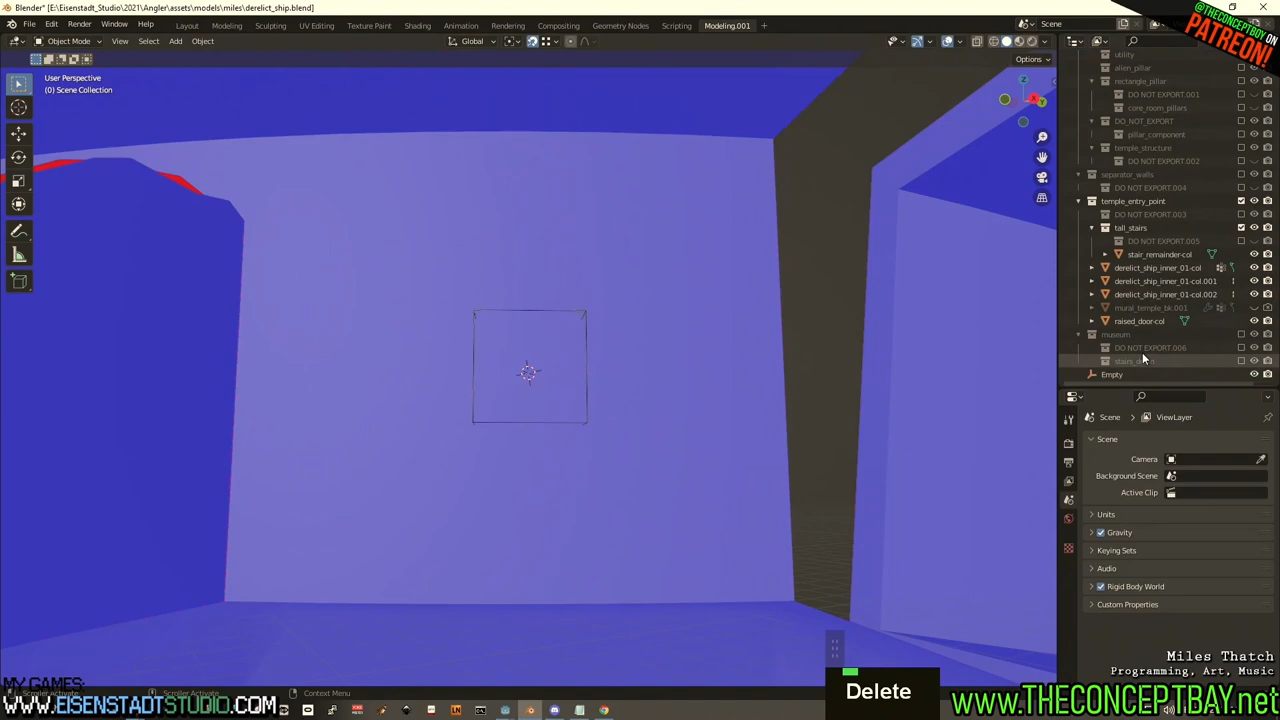 Blender* [E:\Eisenstadt_Studio\2021\Angler\assets\models\miles\derelict_ship.blend]
@THECONCEPTBOY ON
PATREON!
File Edit Render Window Help Layout Modeling Sculpting UV Editing Texture Paint Shading Animation Rendering Compositing Geometry Nodes Scripting Modeling.001 +
Scene
Object Mode View Select Add Object Global
Options
User Perspective
(0) Scene Collection
Z
X
Y
utility
alien_pillar
rectangle_pillar
DO NOT EXPORT.001
core_room_pillars
DO_NOT_EXPORT
pillar_component
temple_structure
DO NOT EXPORT.002
separator_walls
DO NOT EXPORT.004
temple_entry_point
DO NOT EXPORT.003
tall_stairs
DO NOT EXPORT.005
stair_remainder-col
derelict_ship_inner_01-col
derelict_ship_inner_01-col.001
derelict_ship_inner_01-col.002
mural_temple_bk.001
raised_door-col
museum
DO NOT EXPORT.006
Empty
Scene ViewLayer
Scene
Camera
Background Scene
Active Clip
Units
Gravity
Keying Sets
Audio
Rigid Body World
Custom Properties
Delete
Miles Thatch
Programming, Art, Music
MY GAMES:
Scroller Activate
Context Menu
WWW.EISENSTADTSTUDIO.COM
www.THECONCEPTBAY.net